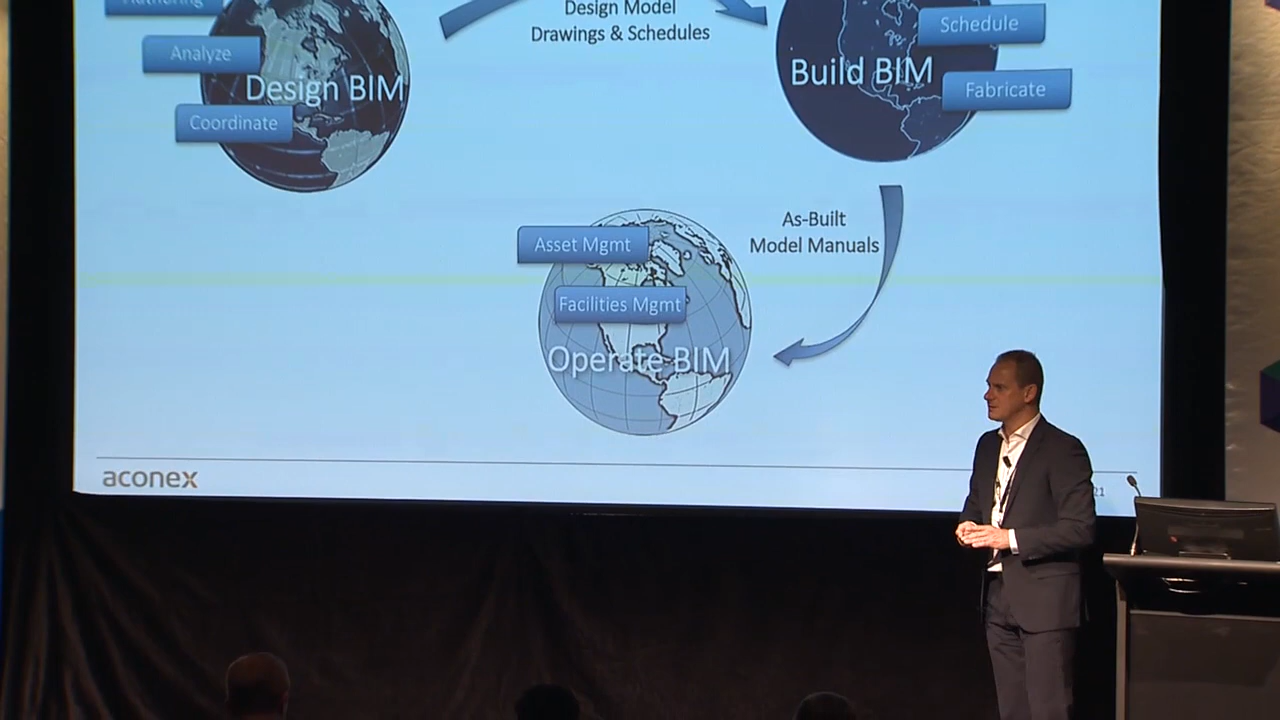 Analyze
Design BIM
Coordinate
Design Model
Drawings & Schedules
Schedule
Build BIM
Fabricate
As-Built
Model Manuals
Asset Mgmt
Facilities Mgmt
Operate BIM
aconex